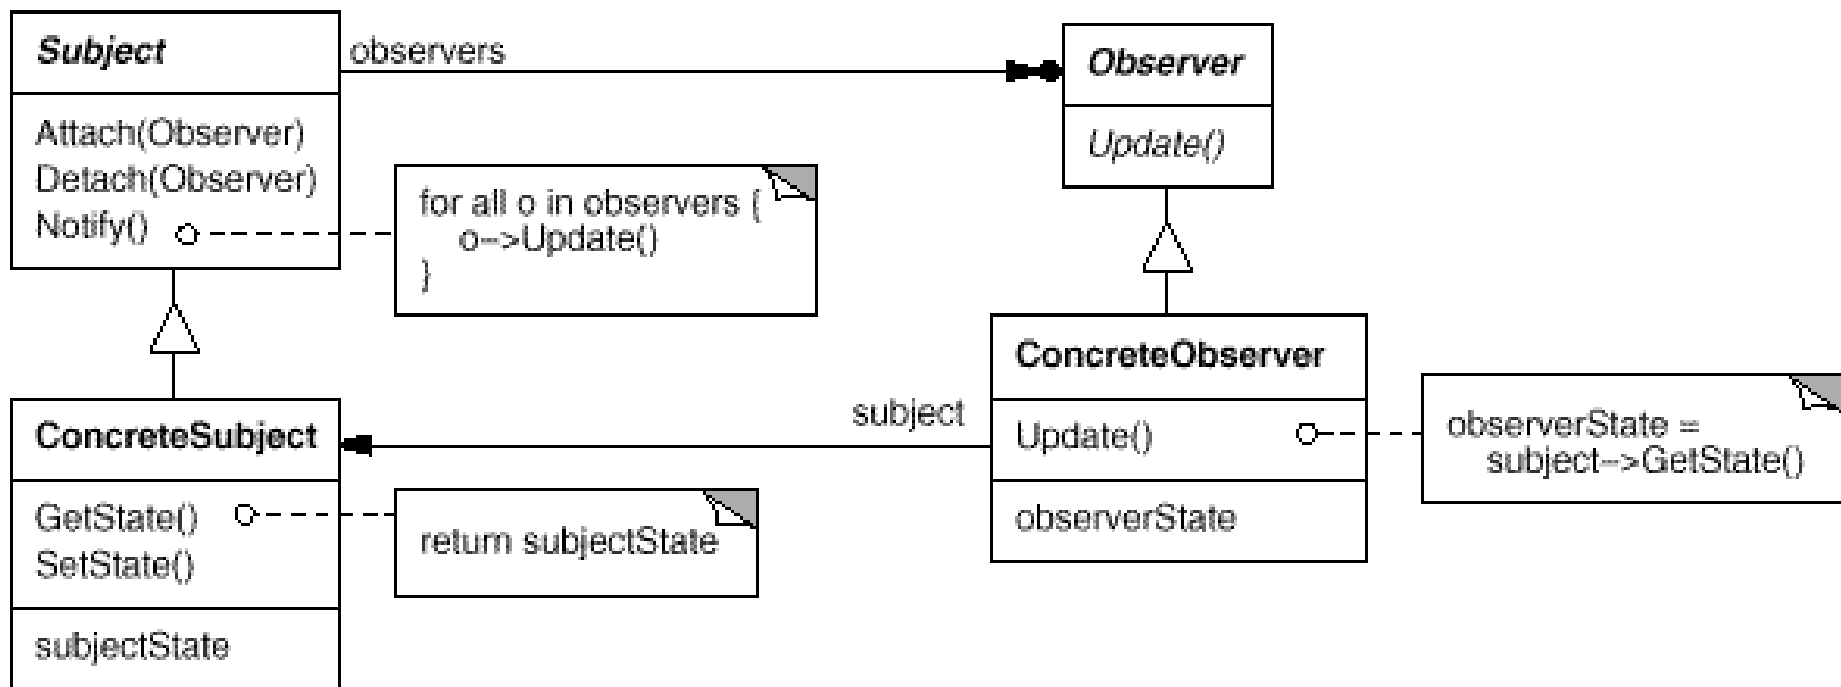 Subject
Attach(Observer)
Detach(Observer)
Notify()
observers
for all o in observers {
o->Update()
}
Observer
Update()
ConcreteSubject
GetState()
SetState()
subjectState
return subjectState
subject
ConcreteObserver
Update()
observerState
observerState =
subject->GetState()